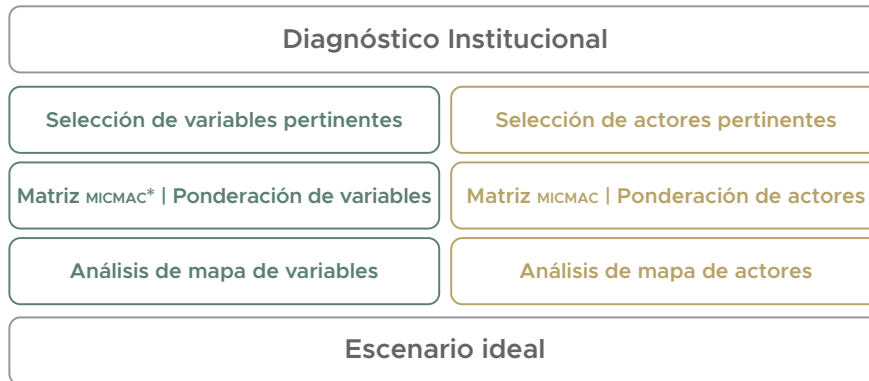 Diagnóstico Institucional
Selección de variables pertinentes
Selección de actores pertinentes
Matriz MICMAC* | Ponderación de variables
Matriz MICMAC | Ponderación de actores
Análisis de mapa de variables
Análisis de mapa de actores
Escenario ideal